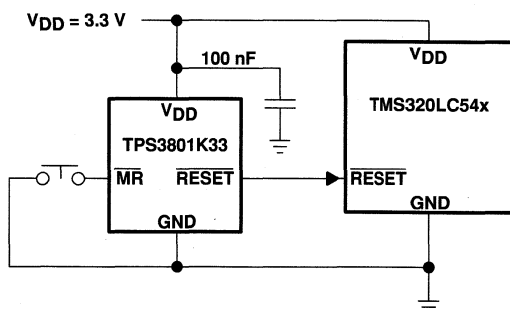 VDD = 3.3 V
100 nF
VDD
TMS320LC54x
VDD
TPS3801K33
MR RESET
RESET
GND
GND